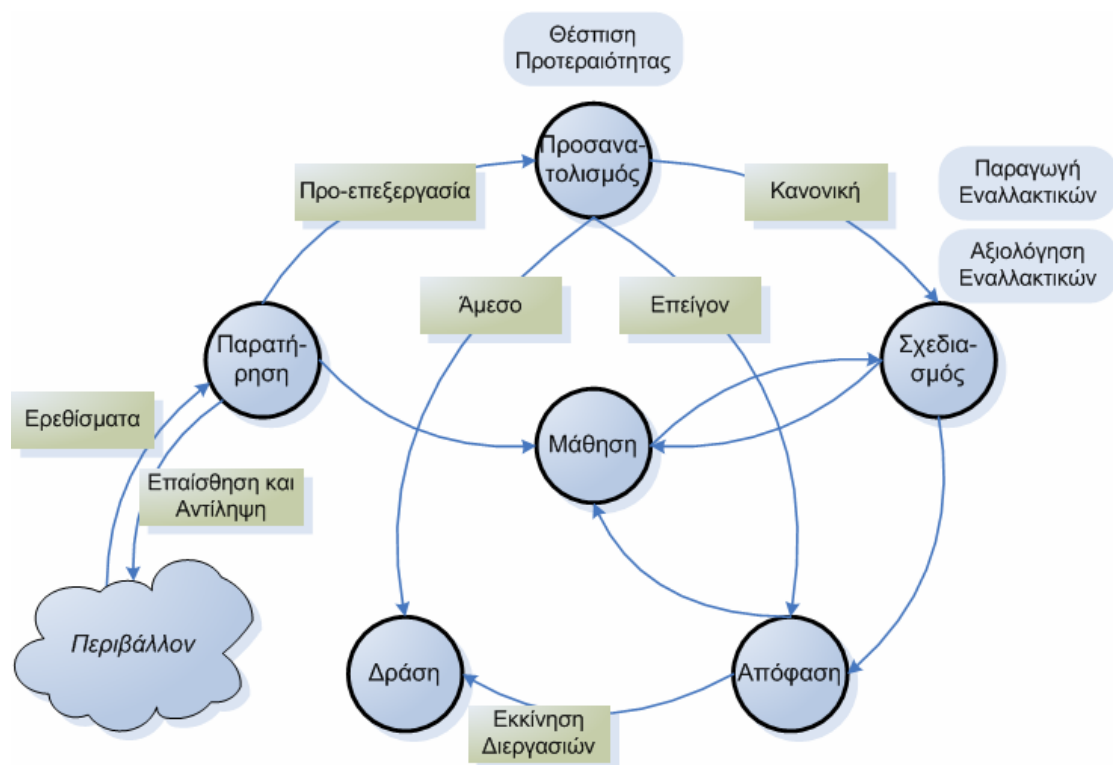 Θέσπιση
Προτεραιότητας
Προσανα-
τολισμός
Προ-επεξεργασία
Κανονική
Παραγωγή
Εναλλακτικών
Αξιολόγηση
Εναλλακτικών
Άμεσο
Επείγον
Παρατή-
ρηση
Σχεδια-
σμός
Ερεθίσματα
Μάθηση
Επαίσθηση και
Αντίληψη
Περιβάλλον
Δράση
Απόφαση
Εκκίνηση
Διεργασιών